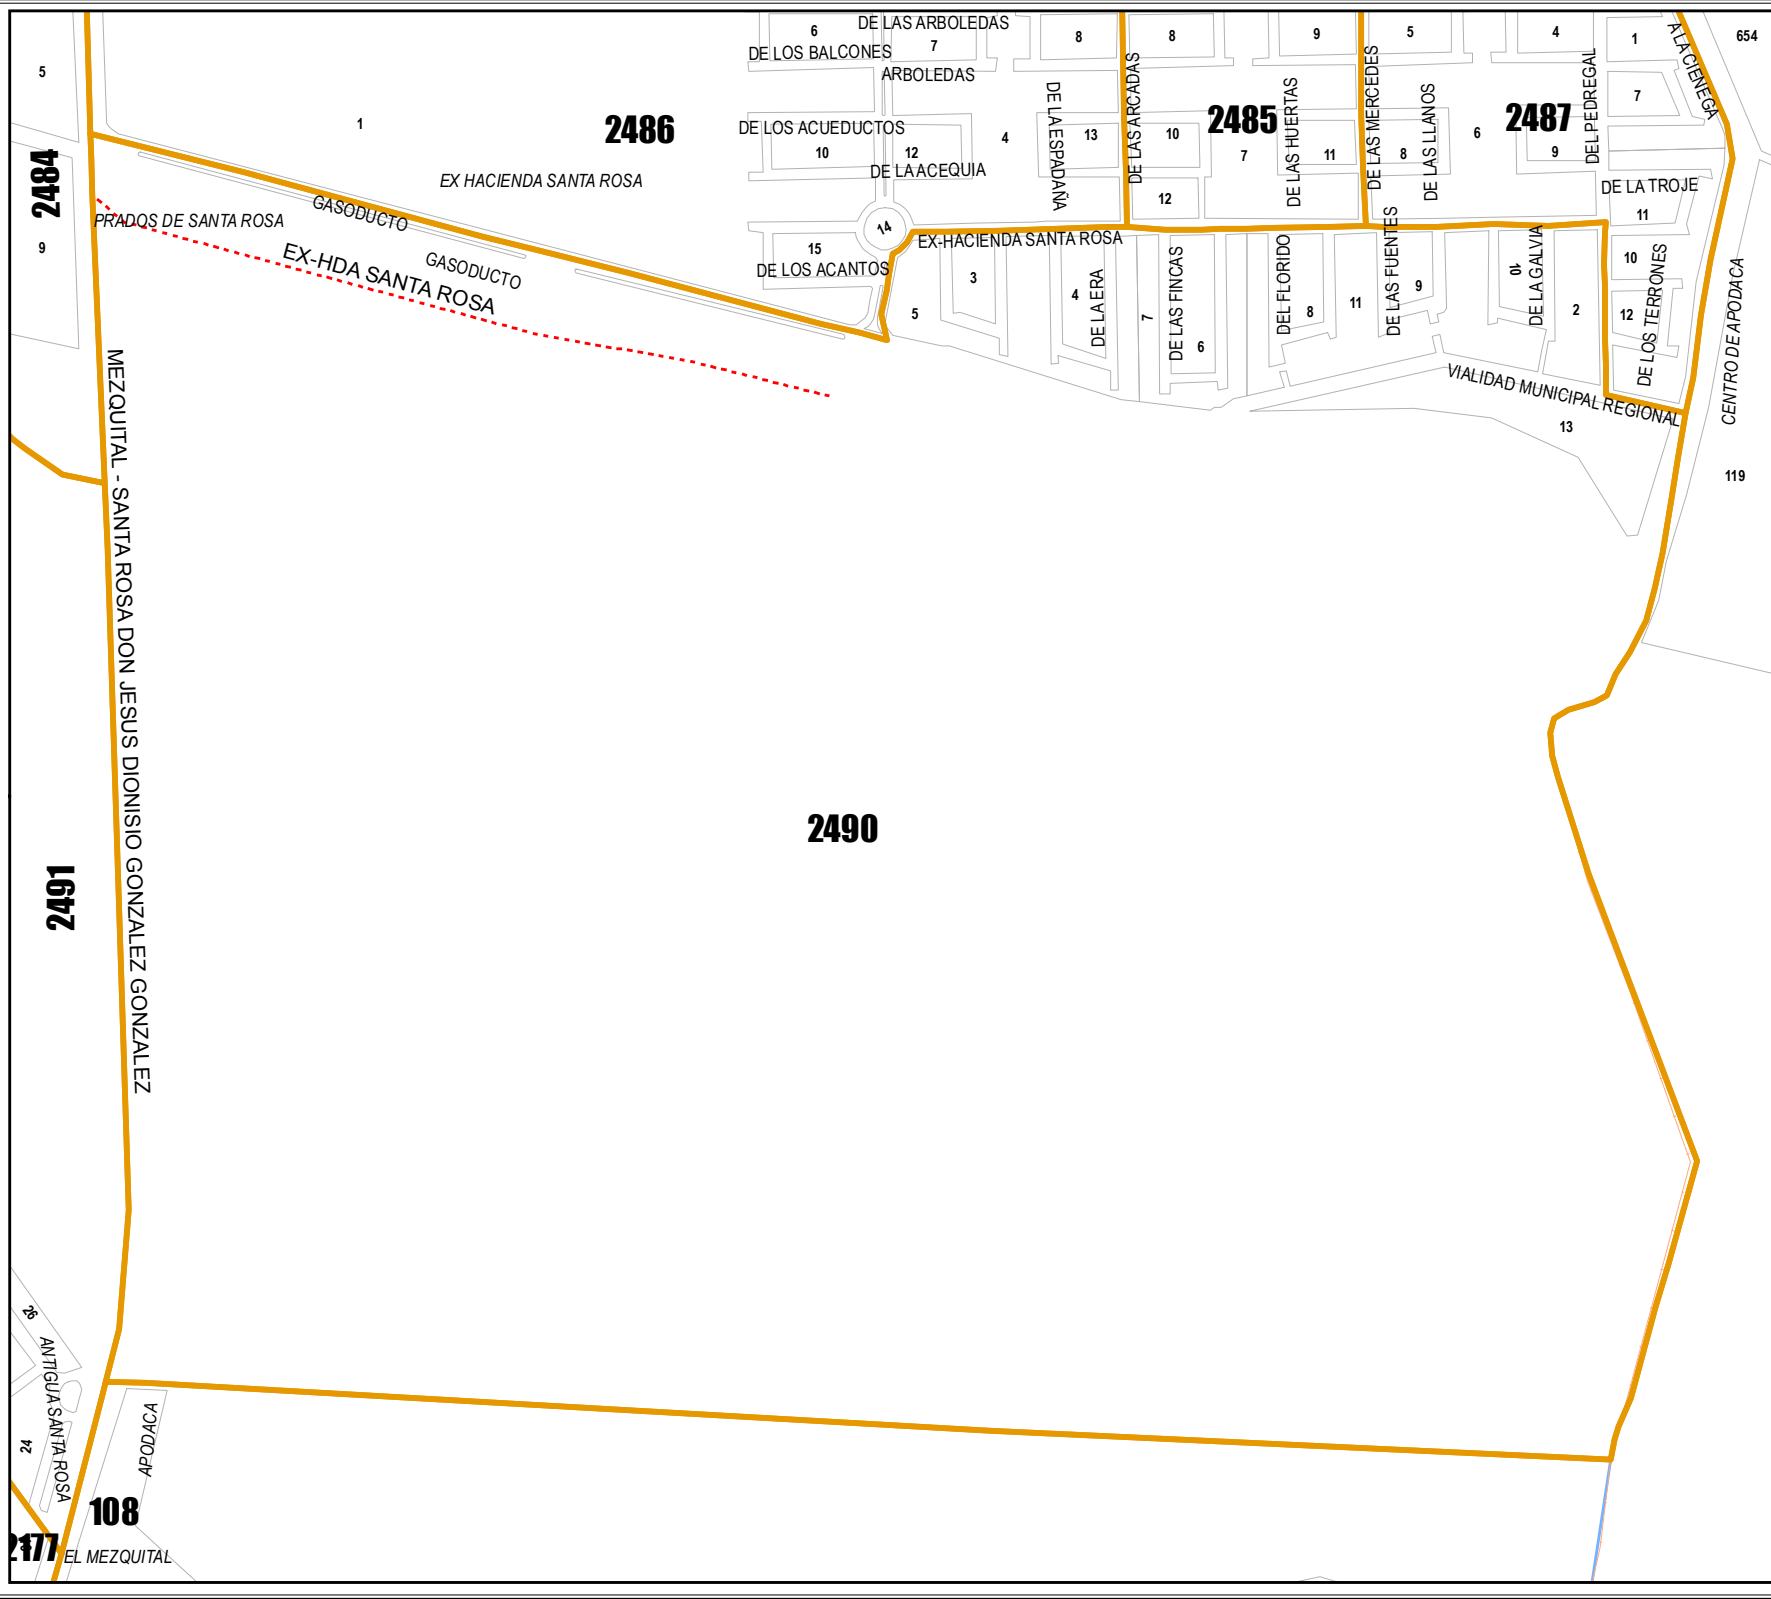 DE LAS ARBOLEDAS
6
7
8
8
9
5
4
1
654
DE LOS BALCONES
A LA CIENEGA
5
ARBOLEDAS
DE LA ESPADAÑA
DE LAS ARCADAS
DE LAS HUERTAS
DE LAS MERCEDES
DE LAS LLANOS
DEL PEDREGAL
7
2486
2485
2487
1
DE LOS ACUEDUCTOS
4
13
10
6
10
12
7
11
8
9
DE LA ACEQUIA
2484
EX HACIENDA SANTA ROSA
12
DE LA TROJE
11
PRADOS DE SANTA ROSA
GASODUCTO
14
9
EX-HACIENDA SANTA ROSA
15
EX-HDA SANTA ROSA
GASODUCTO
DE LOS ACANTOS
3
4
DE LA ERA
7
DE LAS FINCAS
DEL FLORIDO
11
DE LAS FUENTES
9
10
DE LA GALVIA
2
10
DE LOS TERRONES
CENTRO DE APODACA
5
8
12
6
VIALIDAD MUNICIPAL REGIONAL
13
119
MEZQUITAL - SANTA ROSA DON JESUS DIONISIO GONZALEZ GONZALEZ
2490
2491
26
ANTIGUA SANTA ROSA
24
APODACA
108
2177
EL MEZQUITAL